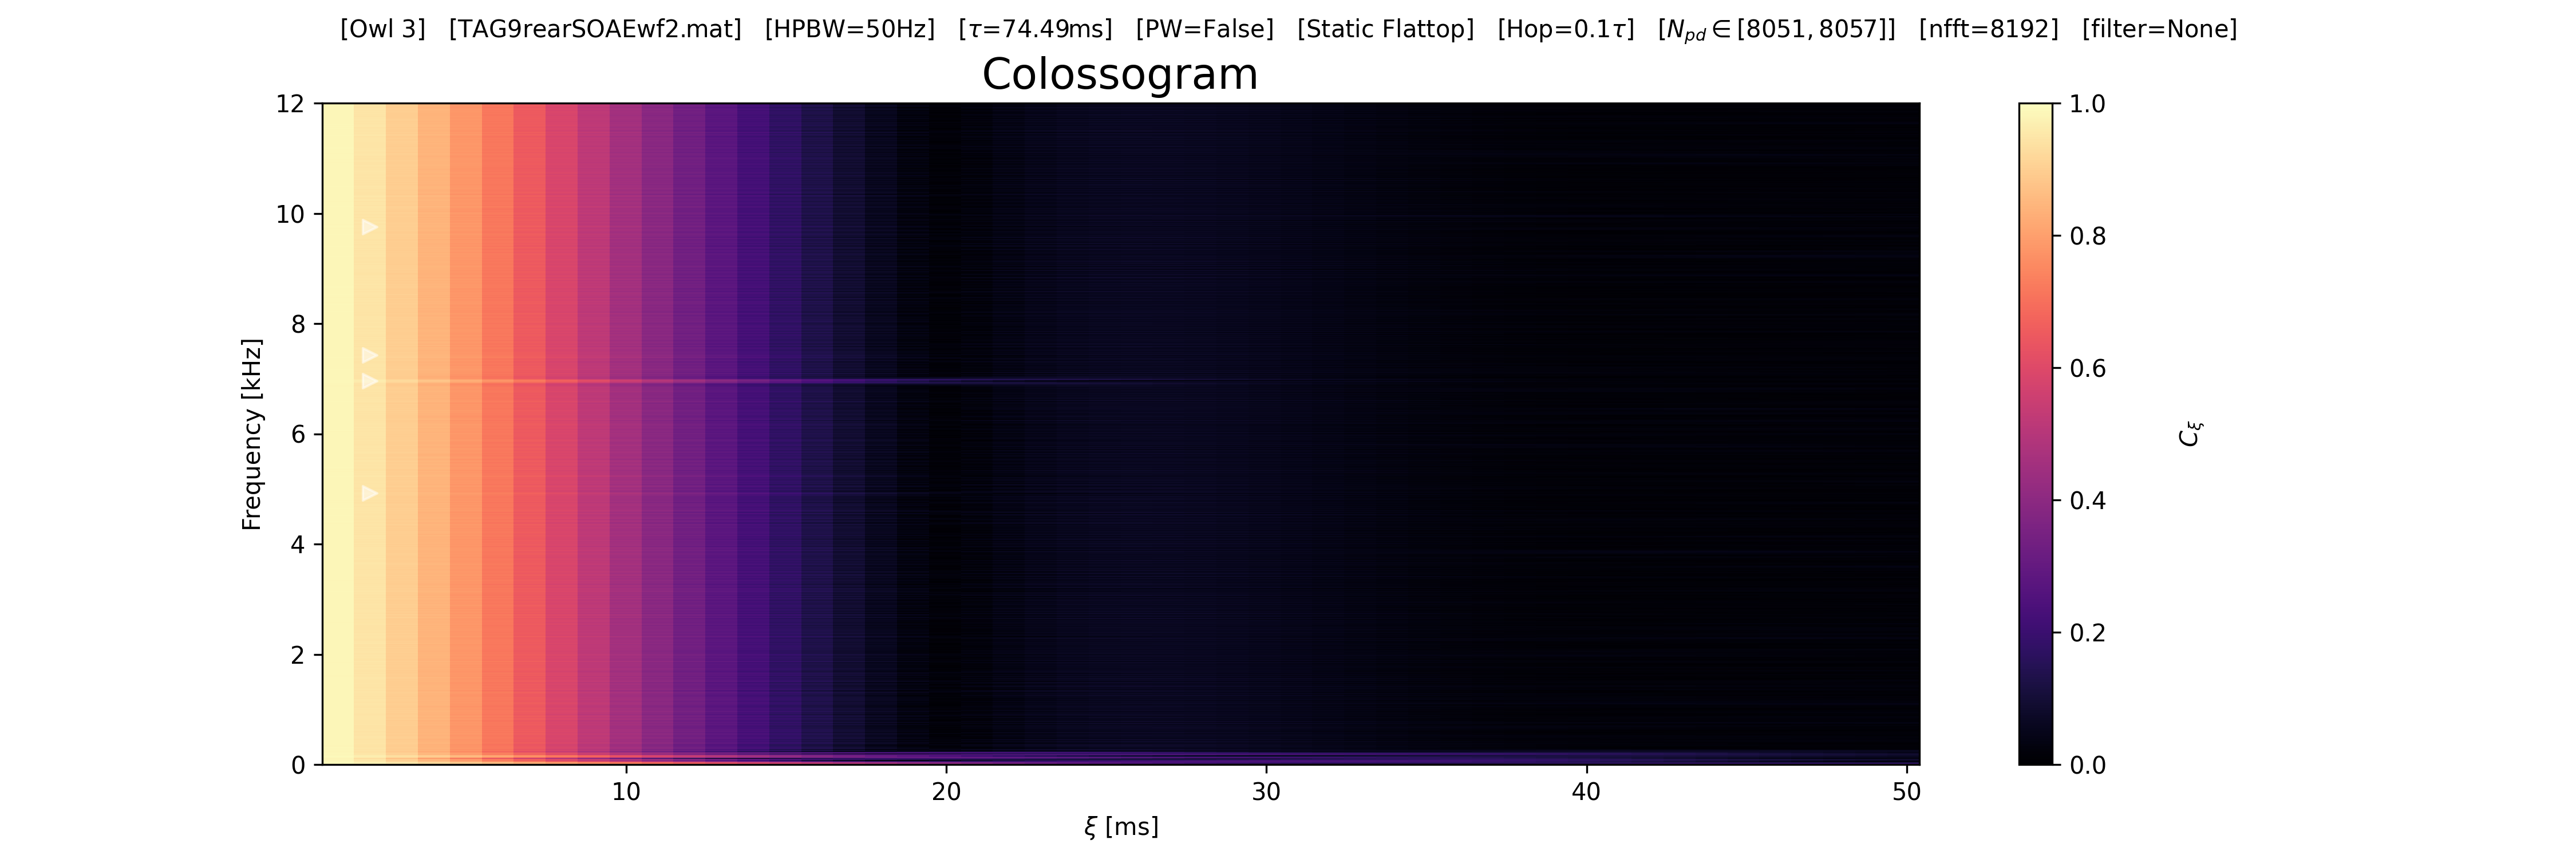 [Owl 3] [TAG9rearSOAEwf2.mat] [HPBW=50Hz] [τ=74.49ms] [PW=False] [Static Flattop] [Hop=0.1τ] [N_pd ∈ [8051, 8057]] [nfft=8192] [filter=None]
Colossogram
12
10
8
6
4
2
0
Frequency [kHz]
10 20 30 40 50
ξ [ms]
1.0
0.8
0.6
0.4
0.2
0.0
C_ξ